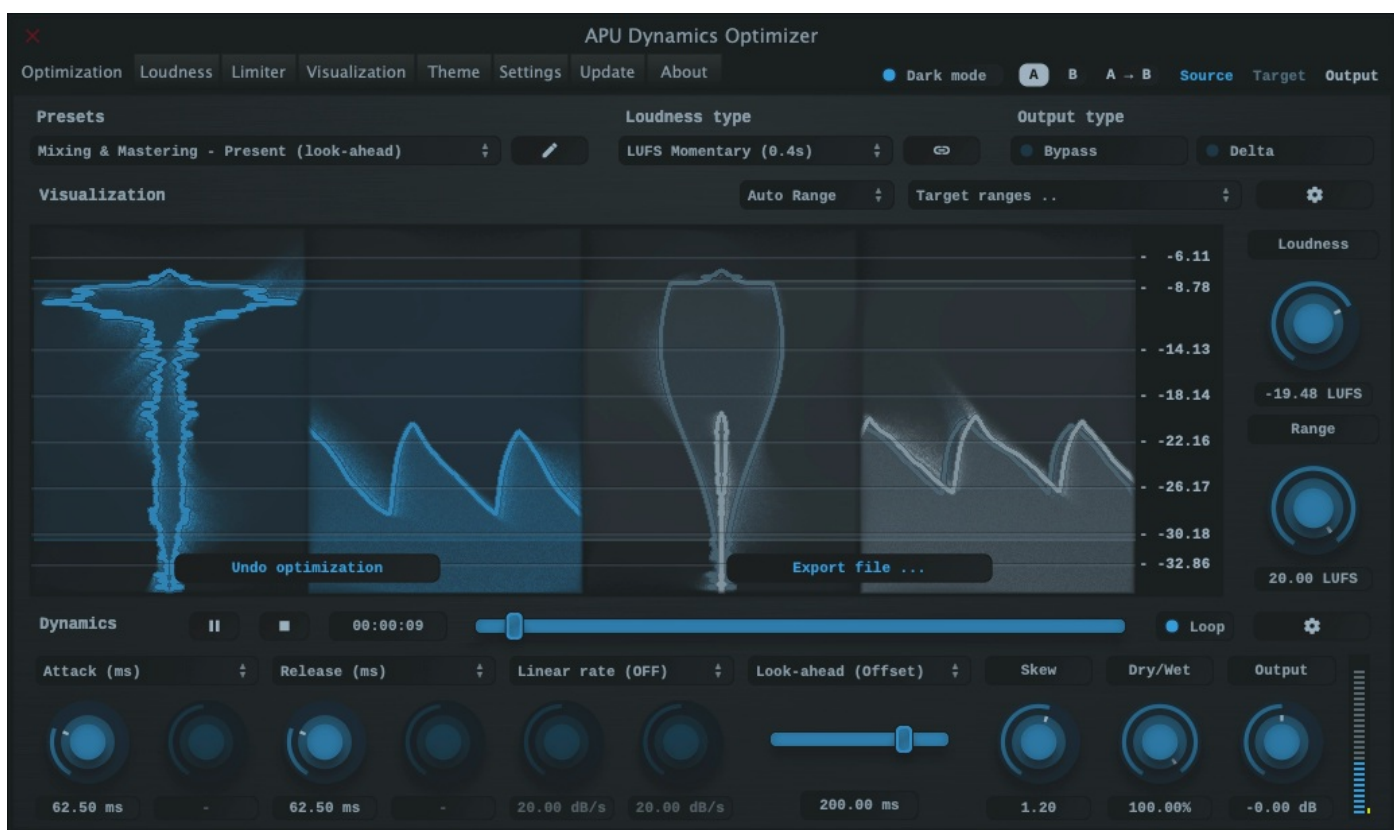 APU Dynamics Optimizer
Optimization Loudness Limiter Visualization Theme Settings Update About
Dark mode A B A → B Source Target Output
Presets Loudness type Output type
Mixing & Mastering - Present (look-ahead) LUFS Momentary (0.4s) Bypass Delta
Visualization Auto Range Target ranges ..
Loudness
- -6.11
- -8.78
- -14.13
- -18.14
-19.48 LUFS
Range
- -22.16
- -26.17
- -30.18
- -32.86
Undo optimization Export file ...
20.00 LUFS
Dynamics 00:00:09 Loop
Attack (ms) Release (ms) Linear rate (OFF) Look-ahead (Offset) Skew Dry/Wet Output
62.50 ms - 62.50 ms - 20.00 dB/s 20.00 dB/s 200.00 ms 1.20 100.00% -0.00 dB